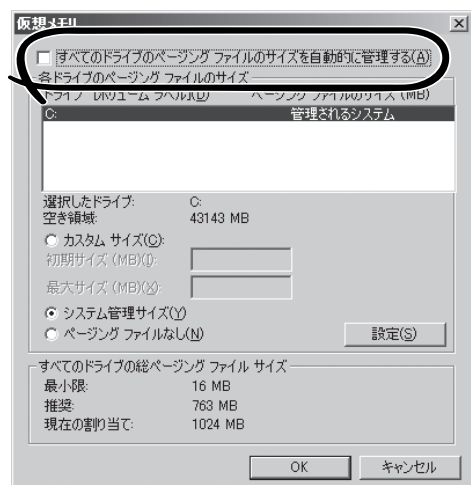 仮想メモリ
すべてのドライブのページング ファイルのサイズを自動的に管理する(A)
各ドライブのページング ファイルのサイズ
ドライブ [ボリューム ラベル](D) ページング ファイルのサイズ (MB)
C: 管理されるシステム
選択したドライブ: C:
空き領域: 43143 MB
カスタム サイズ(C):
初期サイズ (MB)(I):
最大サイズ (MB)(X):
システム管理サイズ(Y)
ページング ファイルなし(N) 設定(S)
すべてのドライブの総ページング ファイル サイズ
最小限: 16 MB
推奨: 763 MB
現在の割り当て: 1024 MB
OK キャンセル